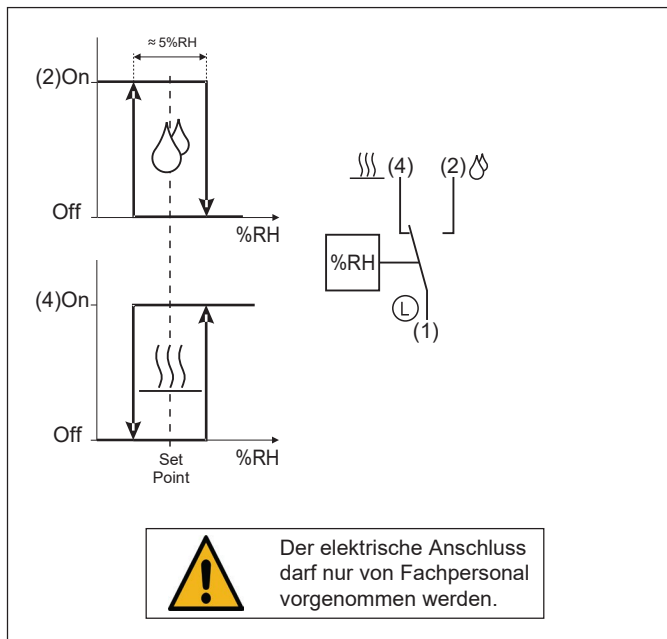 ≈ 5%RH
(2)On
Off
%RH
(4)On
Off
Set
Point
%RH
(4) (2)
%RH
L
(1)
Der elektrische Anschluss
darf nur von Fachpersonal
vorgenommen werden.